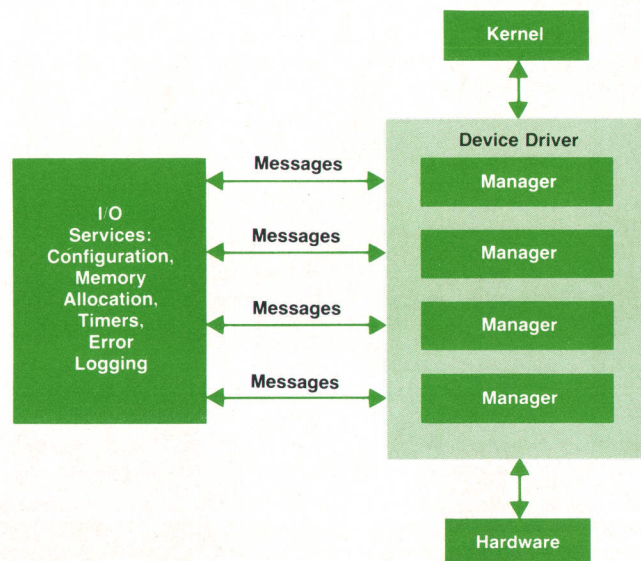 Kernel
Device Driver
Messages
Manager
I/O
Services:
Configuration,
Memory
Allocation,
Timers,
Error
Logging
Messages
Manager
Messages
Manager
Messages
Manager
Hardware